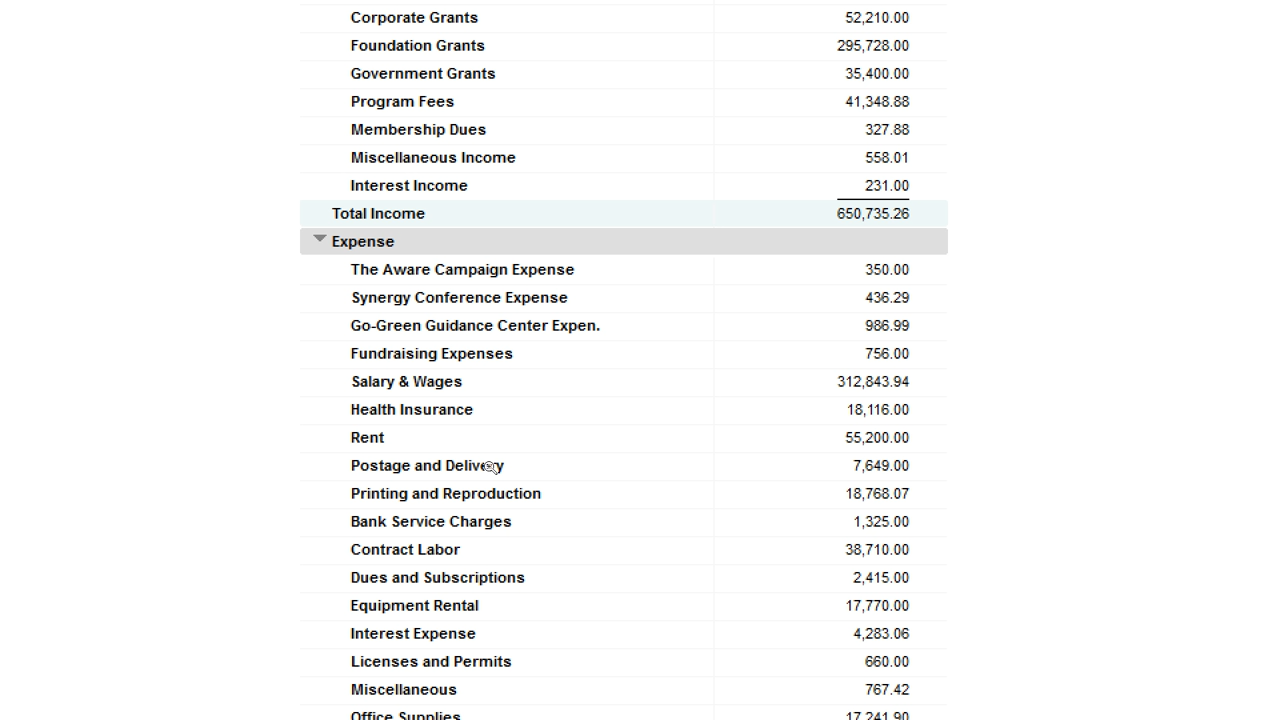 Corporate Grants 52,210.00
Foundation Grants 295,728.00
Government Grants 35,400.00
Program Fees 41,348.88
Membership Dues 327.88
Miscellaneous Income 558.01
Interest Income 231.00
Total Income 650,735.26
Expense
The Aware Campaign Expense 350.00
Synergy Conference Expense 436.29
Go-Green Guidance Center Expen. 986.99
Fundraising Expenses 756.00
Salary & Wages 312,843.94
Health Insurance 18,116.00
Rent 55,200.00
Postage and Delivery 7,649.00
Printing and Reproduction 18,768.07
Bank Service Charges 1,325.00
Contract Labor 38,710.00
Dues and Subscriptions 2,415.00
Equipment Rental 17,770.00
Interest Expense 4,283.06
Licenses and Permits 660.00
Miscellaneous 767.42
Office Supplies 17,241.90